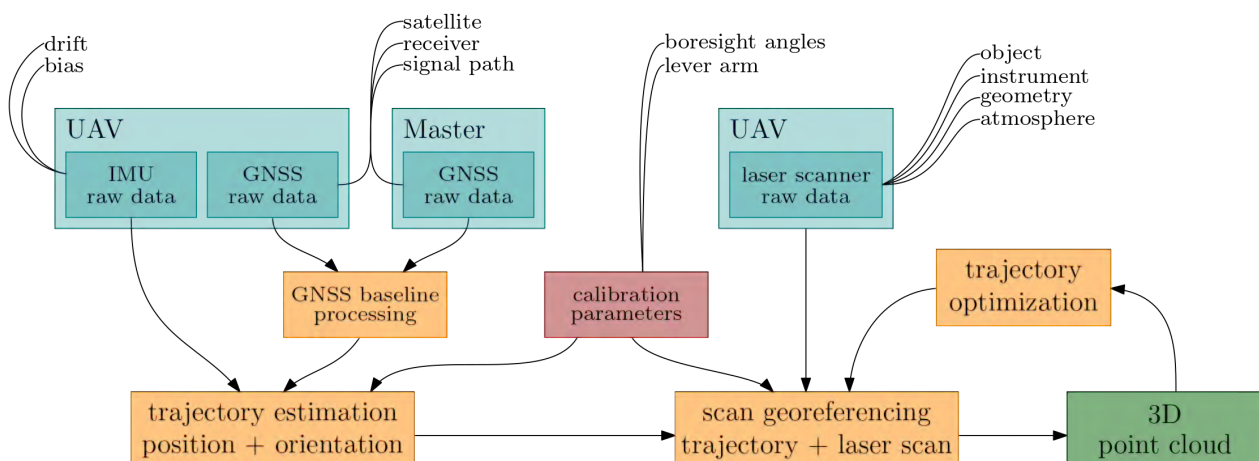 drift
bias
satellite
receiver
signal path
boresight angles
lever arm
object
instrument
geometry
atmosphere
UAV
IMU
raw data
GNSS
raw data
Master
GNSS
raw data
UAV
laser scanner
raw data
GNSS baseline
processing
calibration
parameters
trajectory
optimization
trajectory estimation
position + orientation
scan georeferencing
trajectory + laser scan
3D
point cloud